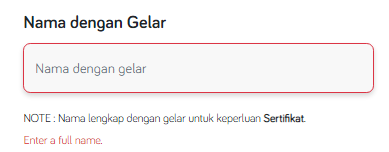 Nama dengan Gelar
Nama dengan gelar
NOTE : Nama lengkap dengan gelar untuk keperluan Sertifikat.
Enter a full name.